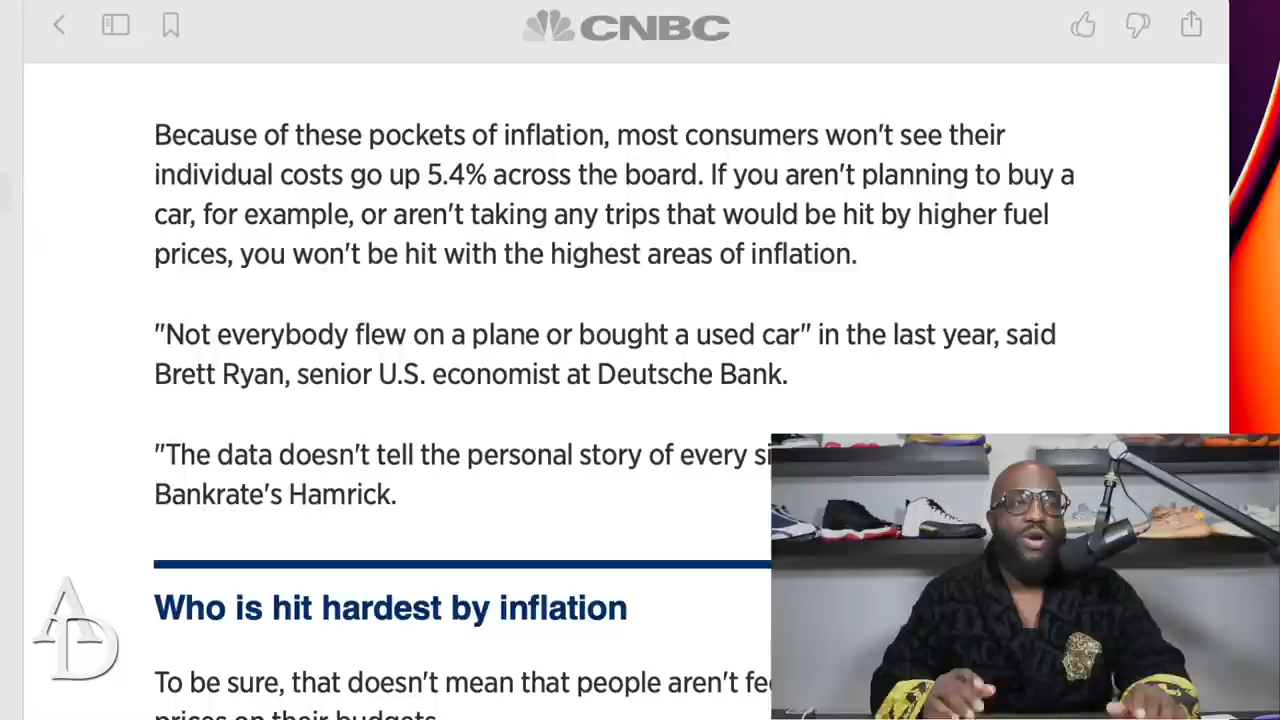 CNBC
Because of these pockets of inflation, most consumers won't see their
individual costs go up 5.4% across the board. If you aren't planning to buy a
car, for example, or aren't taking any trips that would be hit by higher fuel
prices, you won't be hit with the highest areas of inflation.
"Not everybody flew on a plane or bought a used car" in the last year, said
Brett Ryan, senior U.S. economist at Deutsche Bank.
"The data doesn't tell the personal story of every
Bankrate's Hamrick.
Who is hit hardest by inflation
To be sure, that doesn't mean that people aren't
prices on their budgets.
AD